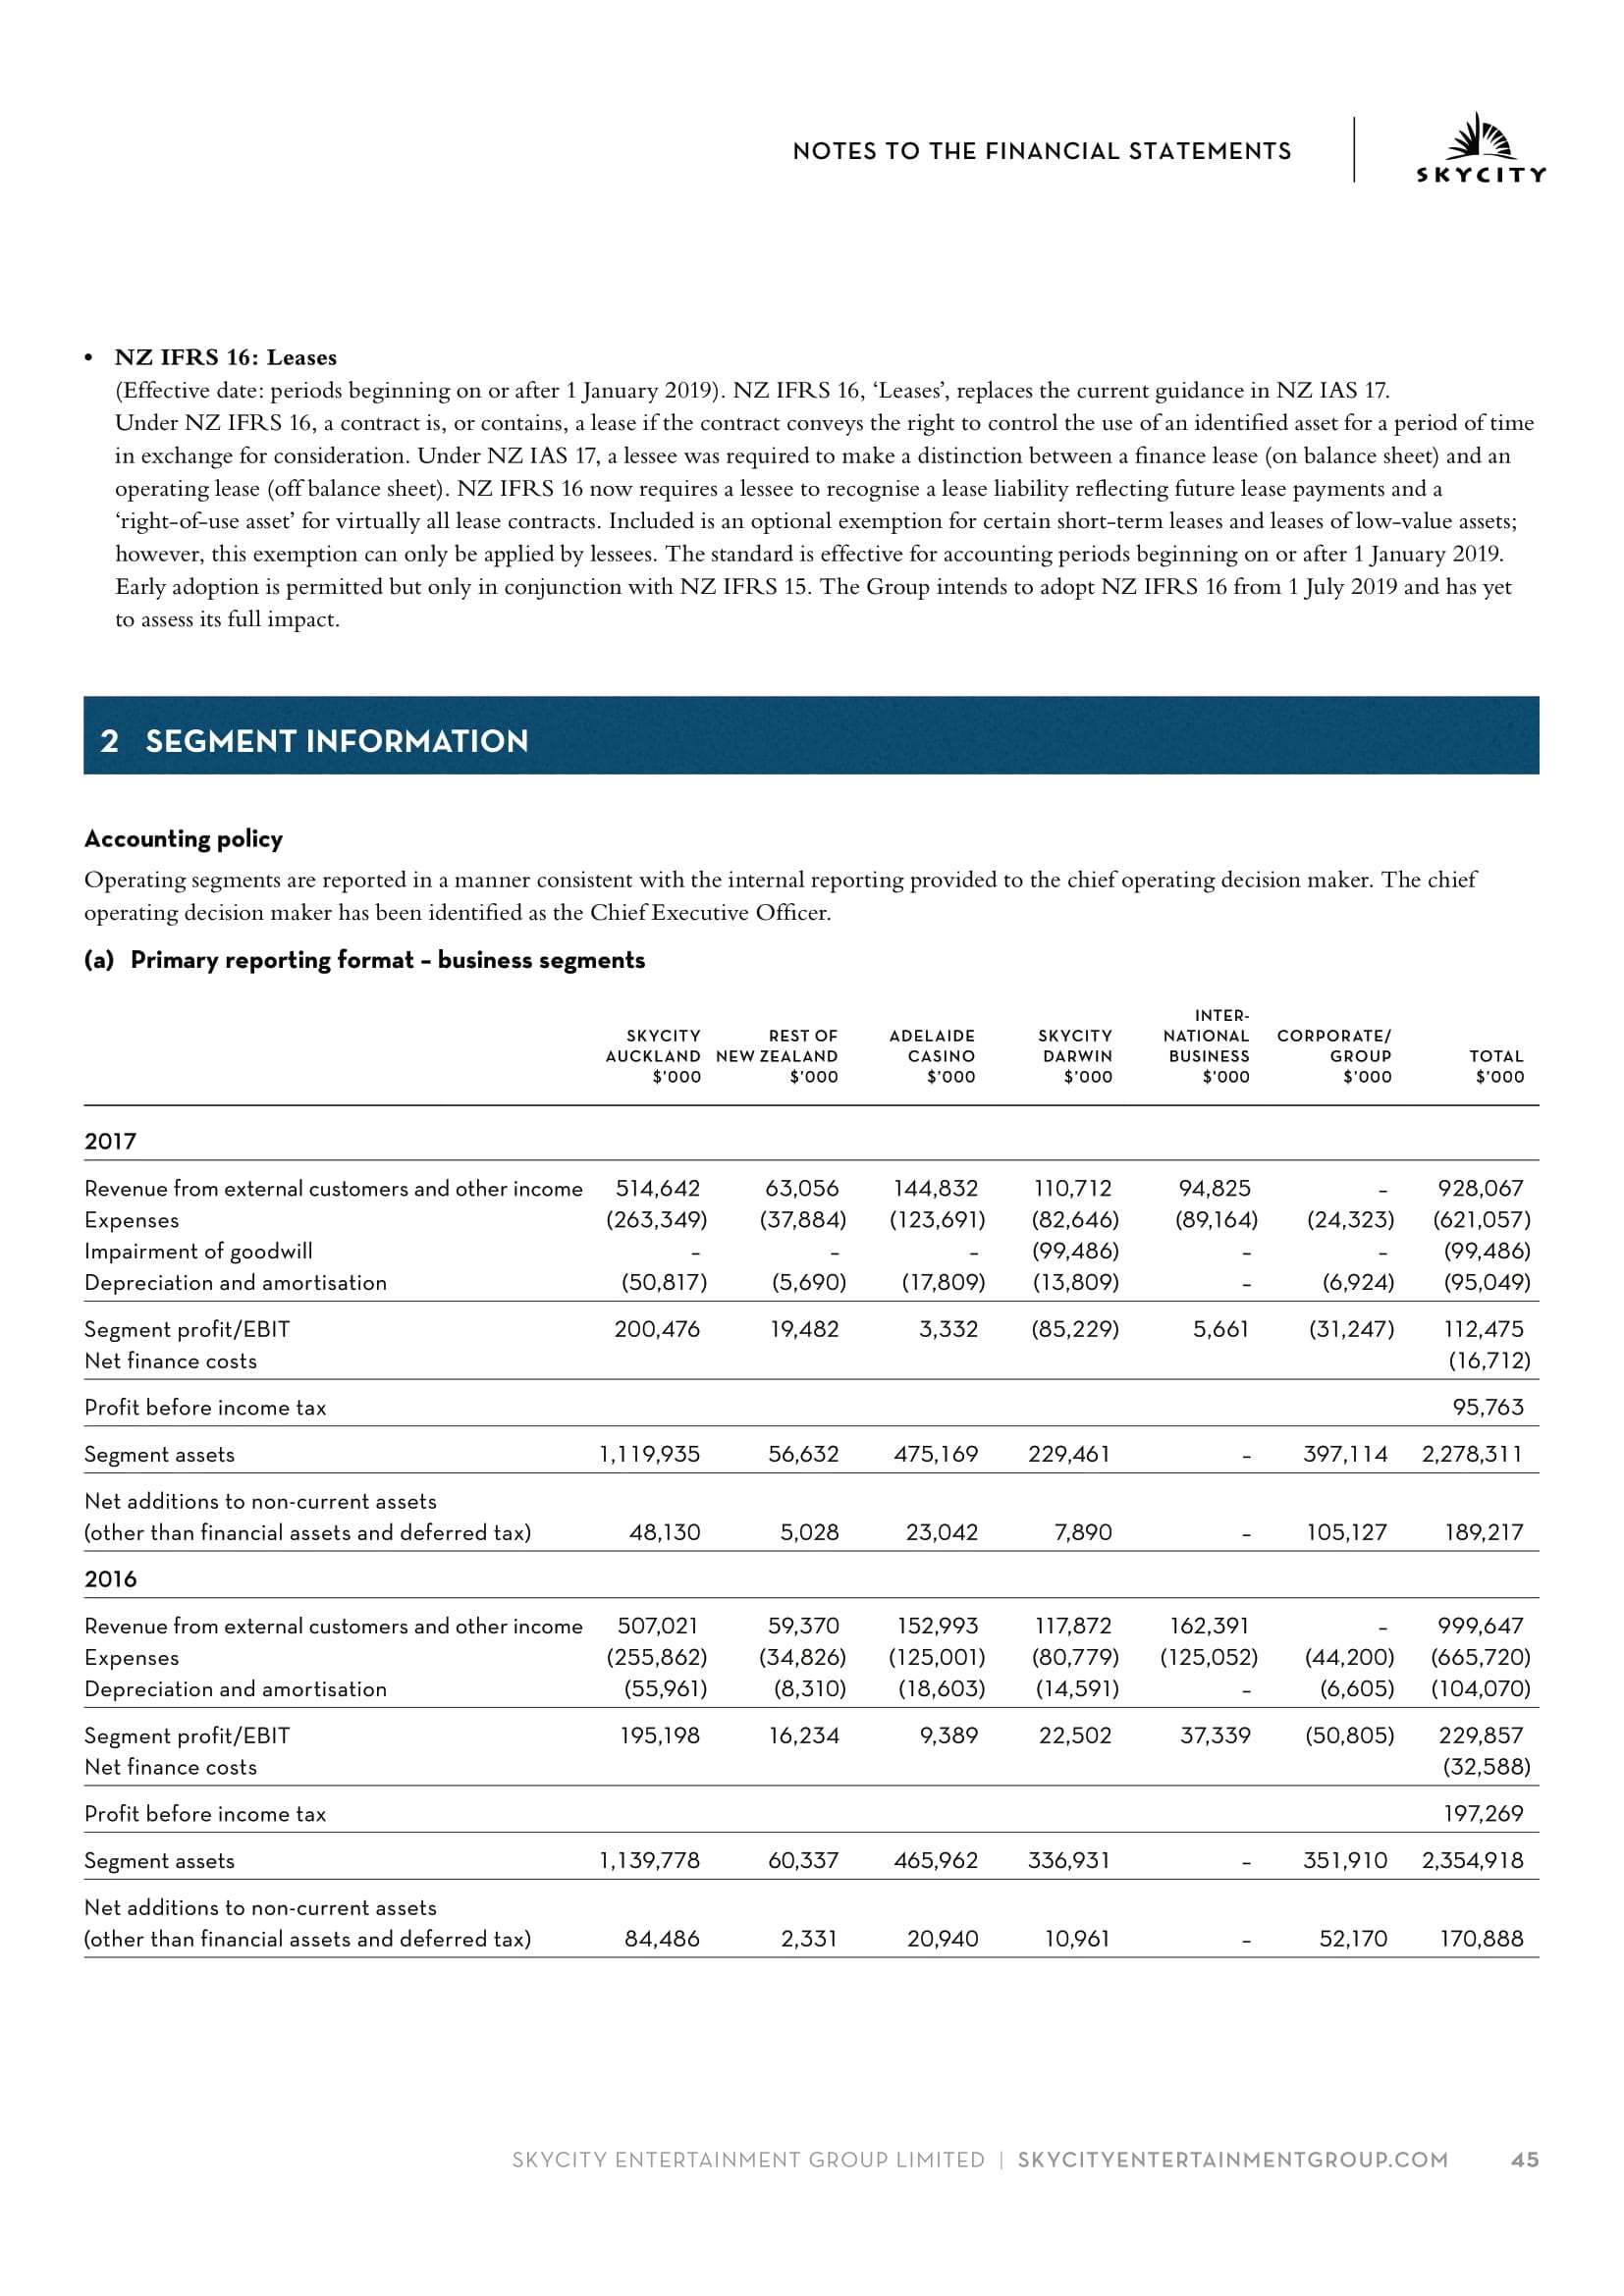 NOTES TO THE FINANCIAL STATEMENTS
SKYCITY
• NZ IFRS 16: Leases
(Effective date: periods beginning on or after 1 January 2019). NZ IFRS 16, ‘Leases’, replaces the current guidance in NZ IAS 17.
Under NZ IFRS 16, a contract is, or contains, a lease if the contract conveys the right to control the use of an identified asset for a period of time
in exchange for consideration. Under NZ IAS 17, a lessee was required to make a distinction between a finance lease (on balance sheet) and an
operating lease (off balance sheet). NZ IFRS 16 now requires a lessee to recognise a lease liability reflecting future lease payments and a
‘right-of-use asset’ for virtually all lease contracts. Included is an optional exemption for certain short-term leases and leases of low-value assets;
however, this exemption can only be applied by lessees. The standard is effective for accounting periods beginning on or after 1 January 2019.
Early adoption is permitted but only in conjunction with NZ IFRS 15. The Group intends to adopt NZ IFRS 16 from 1 July 2019 and has yet
to assess its full impact.
2 SEGMENT INFORMATION
Accounting policy
Operating segments are reported in a manner consistent with the internal reporting provided to the chief operating decision maker. The chief
operating decision maker has been identified as the Chief Executive Officer.
(a) Primary reporting format – business segments
INTER-
SKYCITY REST OF ADELAIDE SKYCITY NATIONAL CORPORATE/
AUCKLAND NEW ZEALAND CASINO DARWIN BUSINESS GROUP TOTAL
$’000 $’000 $’000 $’000 $’000 $’000 $’000
2017
Revenue from external customers and other income 514,642 63,056 144,832 110,712 94,825 – 928,067
Expenses (263,349) (37,884) (123,691) (82,646) (89,164) (24,323) (621,057)
Impairment of goodwill – – – (99,486) – – (99,486)
Depreciation and amortisation (50,817) (5,690) (17,809) (13,809) – (6,924) (95,049)
Segment profit/EBIT 200,476 19,482 3,332 (85,229) 5,661 (31,247) 112,475
Net finance costs (16,712)
Profit before income tax 95,763
Segment assets 1,119,935 56,632 475,169 229,461 – 397,114 2,278,311
Net additions to non-current assets
(other than financial assets and deferred tax) 48,130 5,028 23,042 7,890 – 105,127 189,217
2016
Revenue from external customers and other income 507,021 59,370 152,993 117,872 162,391 – 999,647
Expenses (255,862) (34,826) (125,001) (80,779) (125,052) (44,200) (665,720)
Depreciation and amortisation (55,961) (8,310) (18,603) (14,591) – (6,605) (104,070)
Segment profit/EBIT 195,198 16,234 9,389 22,502 37,339 (50,805) 229,857
Net finance costs (32,588)
Profit before income tax 197,269
Segment assets 1,139,778 60,337 465,962 336,931 – 351,910 2,354,918
Net additions to non-current assets
(other than financial assets and deferred tax) 84,486 2,331 20,940 10,961 – 52,170 170,888
SKYCITY ENTERTAINMENT GROUP LIMITED | SKYCITYENTERTAINMENTGROUP.COM 45